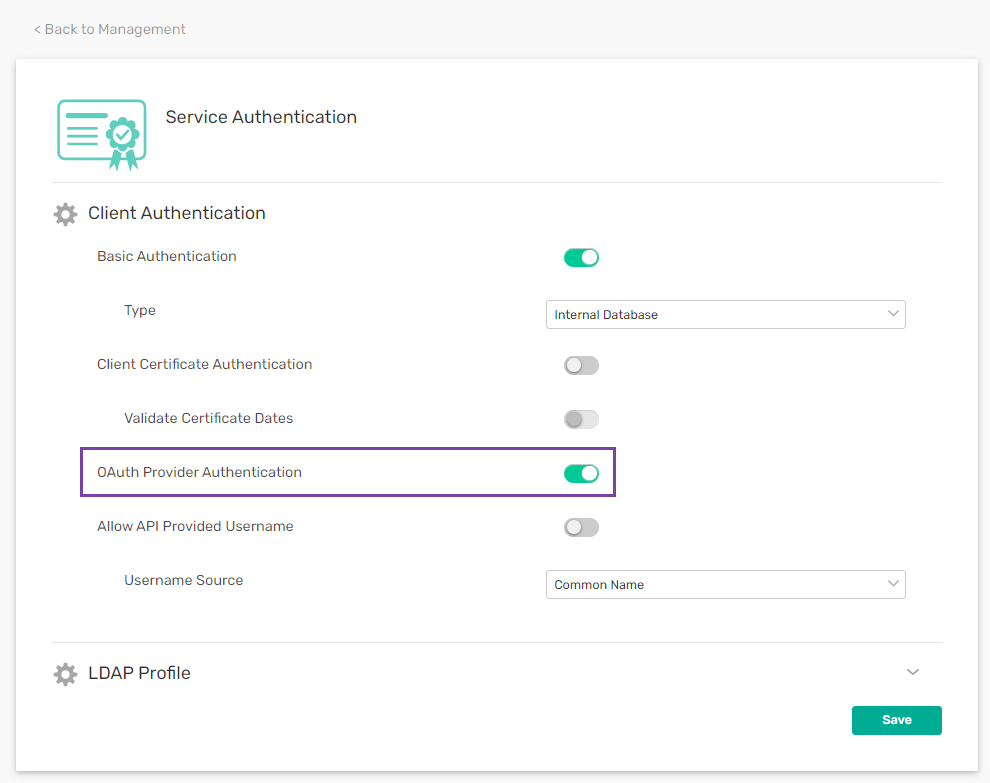 < Back to Management
Service Authentication
Client Authentication
Basic Authentication
Type
Internal Database
Client Certificate Authentication
Validate Certificate Dates
OAuth Provider Authentication
Allow API Provided Username
Username Source
Common Name
LDAP Profile
Save